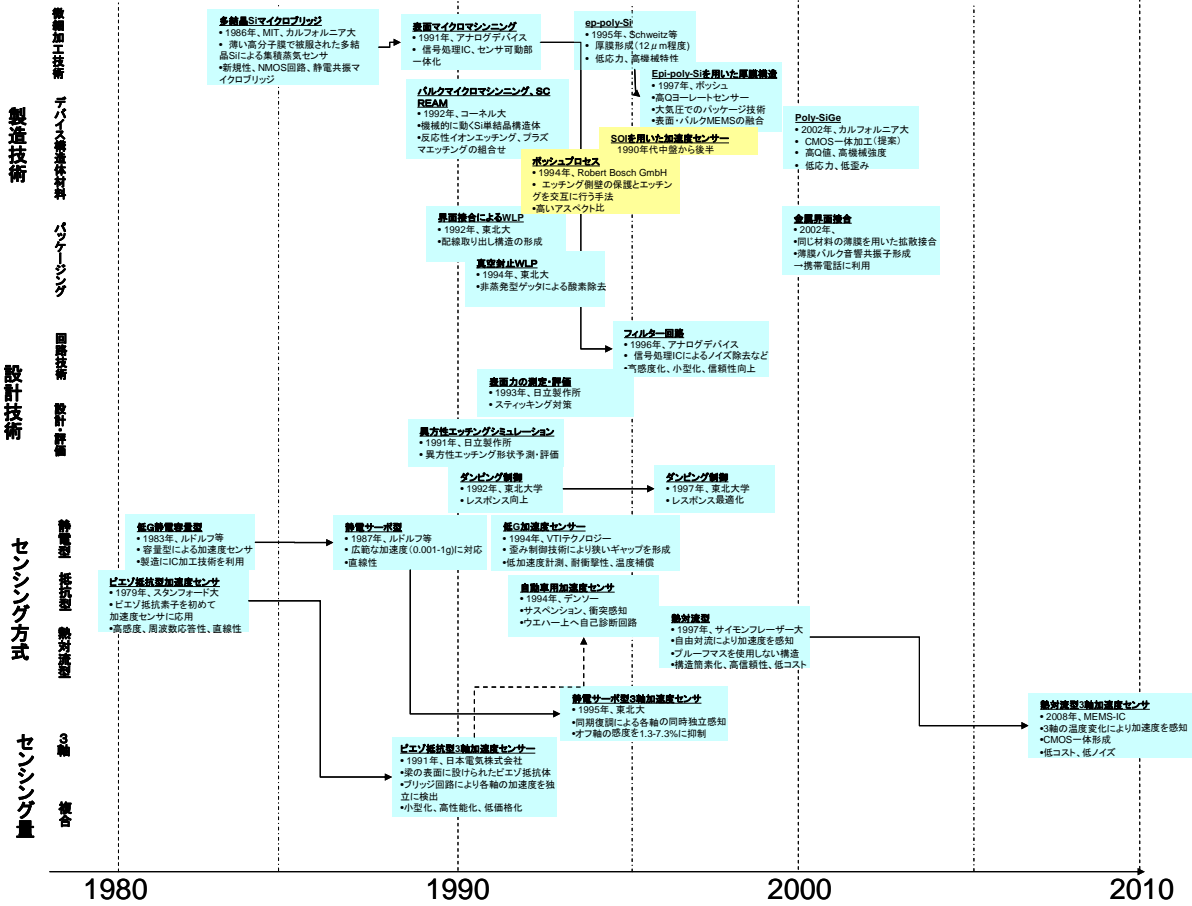 製造技術
微細加工技術
多結晶Siマイクロブリッジ
•1986年、MIT、カルフォルニア大
• 薄い高分子膜で被服された多結
晶Siによる集積蒸気センサ
•新規性、NMOS回路、静電共振マ
イクロブリッジ
表面マイクロマシンニング
•1991年、アナログデバイス
• 信号処理IC、センサ可動部
一体化
ep-poly-Si
•1995年、Schweitz等
• 厚膜形成(12μm程度)
•低応力、高機械特性
Epi-poly-Siを用いた厚膜構造
•1997年、ボッシュ
•高Qヨーレートセンサー
•大気圧でのパッケージ技術
•表面・バルクMEMSの融合
デバイス構造体材料
バルクマイクロマシンニング、SC
REAM
•1992年、コーネル大
•機械的に動くSi単結晶構造体
•反応性イオンエッチング、プラズ
マエッチングの組合せ
SOIを用いた加速度センサー
1990年代中盤から後半
ボッシュプロセス
•1994年、Robert Bosch GmbH
• エッチング側壁の保護とエッチン
グを交互に行う手法
•高いアスペクト比
Poly-SiGe
•2002年、カルフォルニア大
•CMOS一体加工(提案)
•高Q値、高機械強度
•低応力、低歪み
パッケージング
界面接合によるWLP
•1992年、東北大
•配線取り出し構造の形成
真空封止WLP
•1994年、東北大
•非蒸発型ゲッタによる酸素除去
金属界面接合
•2002年、
•同じ材料の薄膜を用いた拡散接合
•薄膜バルク音響共振子形成
→携帯電話に利用
設計技術
回路技術
フィルター回路
•1996年、アナログデバイス
• 信号処理ICによるノイズ除去など
•高感度化、小型化、信頼性向上
設計・評価
表面力の測定・評価
•1993年、日立製作所
•スティッキング対策
異方性エッチングシミュレーション
•1991年、日立製作所
•異方性エッチング形状予測・評価
ダンピング制御
•1992年、東北大学
•レスポンス向上
ダンピング制御
•1997年、東北大学
•レスポンス最適化
センシング方式
静電型
低G静電容量型
•1983年、ルドルフ等
•容量型による加速度センサ
•製造にIC加工技術を利用
静電サーボ型
•1987年、ルドルフ等
•広範な加速度(0.001-1g)に対応
•直線性
低G加速度センサー
•1994年、VTIテクノロジー
•歪み制御技術により狭いギャップを形成
•低加速度計測、耐衝撃性、温度補償
抵抗型
ピエゾ抵抗型加速度センサ
•1979年、スタンフォード大
•ピエゾ抵抗素子を初めて
加速度センサに応用
•高感度、周波数応答性、直線性
自動車用加速度センサ
•1994年、デンソー
•サスペンション、衝突感知
•ウエハー上へ自己診断回路
熱対流型
熱対流型
•1997年、サイモンフレーザー大
•自由対流により加速度を感知
•プルーフマスを使用しない構造
•構造簡素化、高信頼性、低コスト
センシング量
3軸
静電サーボ型3軸加速度センサ
•1995年、東北大
•同期復調による各軸の同時独立感知
•オフ軸の感度を1.3-7.3%に抑制
熱対流型3軸加速度センサ
•2008年、MEMS-IC
•3軸の温度変化により加速度を感知
•CMOS一体形成
•低コスト、低ノイズ
ピエゾ抵抗型3軸加速度センサー
•1991年、日本電気株式会社
•梁の表面に設けられたピエゾ抵抗体
•ブリッジ回路により各軸の加速度を独
立に検出
•小型化、高性能化、低価格化
複合
1980
1990
2000
2010